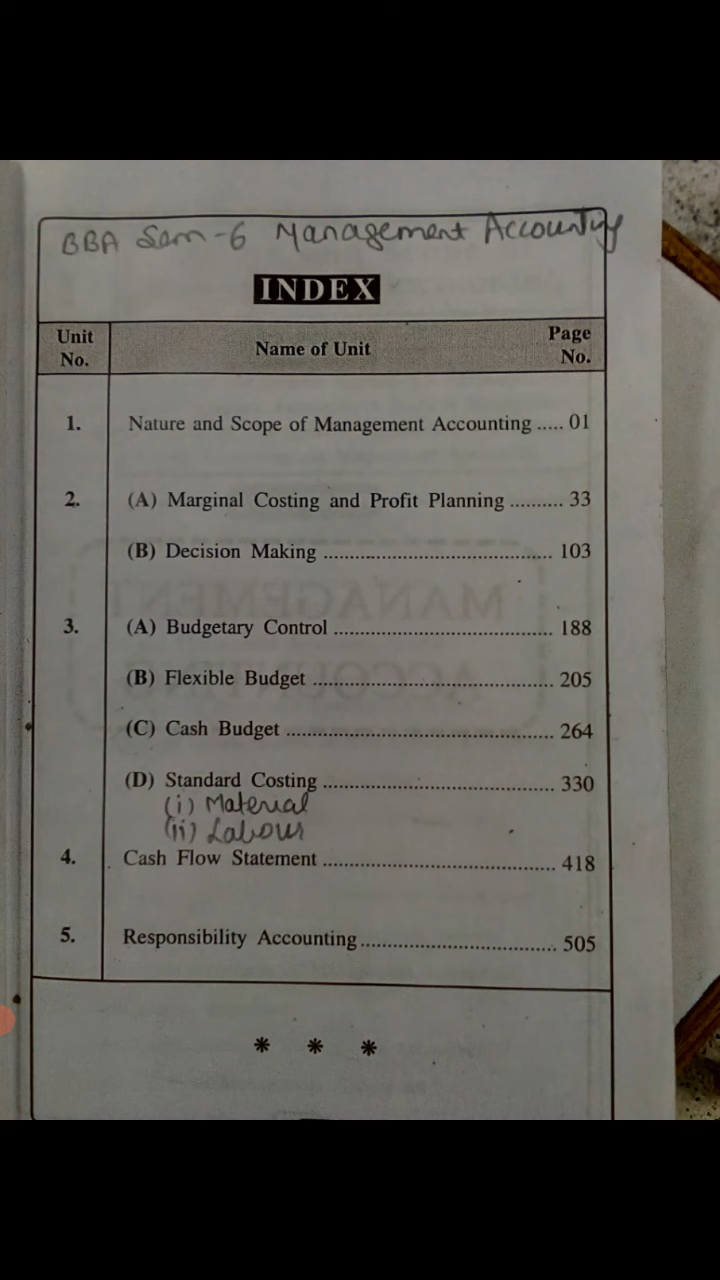 BBA Sem-6 Management Accounting
INDEX
Unit No. Name of Unit Page No.
1. Nature and Scope of Management Accounting ..... 01
2. (A) Marginal Costing and Profit Planning .......... 33
(B) Decision Making ........................................... 103
3. (A) Budgetary Control ......................................... 188
(B) Flexible Budget ............................................. 205
(C) Cash Budget .................................................. 264
(D) Standard Costing ........................................... 330
(i) Material
(ii) Labour
4. Cash Flow Statement ........................................... 418
5. Responsibility Accounting ..................................... 505
* * *